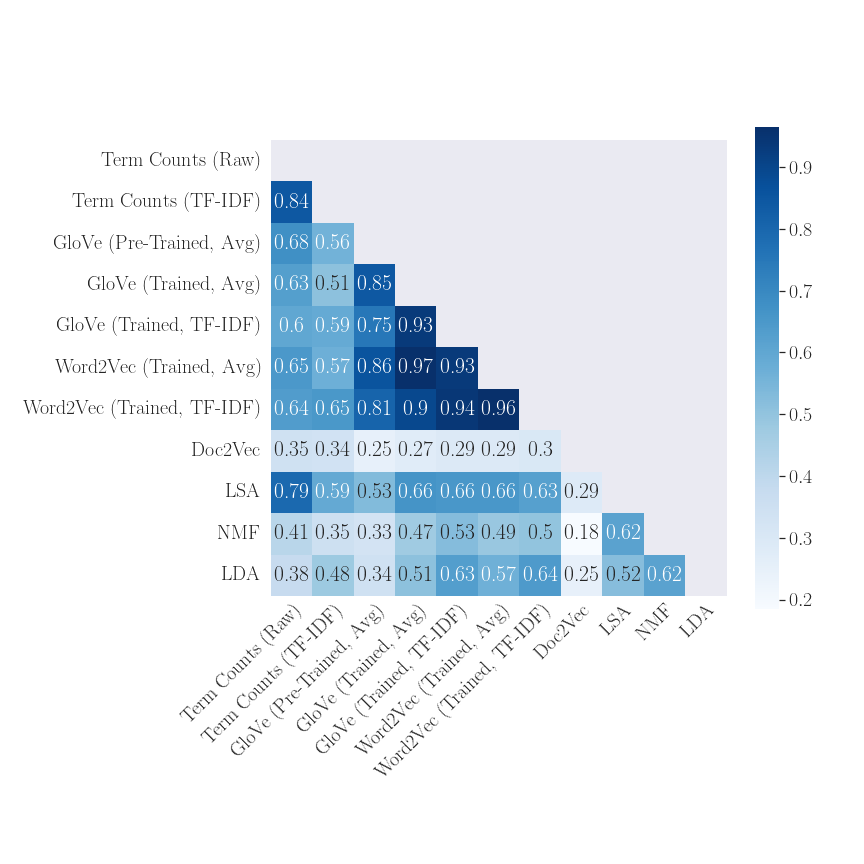 Term Counts (Raw)
Term Counts (TF-IDF) 0.84
GloVe (Pre-Trained, Avg) 0.68 0.56
GloVe (Trained, Avg) 0.63 0.51 0.85
GloVe (Trained, TF-IDF) 0.6 0.59 0.75 0.93
Word2Vec (Trained, Avg) 0.65 0.57 0.86 0.97 0.93
Word2Vec (Trained, TF-IDF) 0.64 0.65 0.81 0.9 0.94 0.96
Doc2Vec 0.35 0.34 0.25 0.27 0.29 0.29 0.3
LSA 0.79 0.59 0.53 0.66 0.66 0.66 0.63 0.29
NMF 0.41 0.35 0.33 0.47 0.53 0.49 0.5 0.18 0.62
LDA 0.38 0.48 0.34 0.51 0.63 0.57 0.64 0.25 0.52 0.62
Term Counts (Raw)
Term Counts (TF-IDF)
GloVe (Pre-Trained, Avg)
GloVe (Trained, Avg)
GloVe (Trained, TF-IDF)
Word2Vec (Trained, Avg)
Word2Vec (Trained, TF-IDF)
Doc2Vec
LSA
NMF
LDA
0.9
0.8
0.7
0.6
0.5
0.4
0.3
0.2